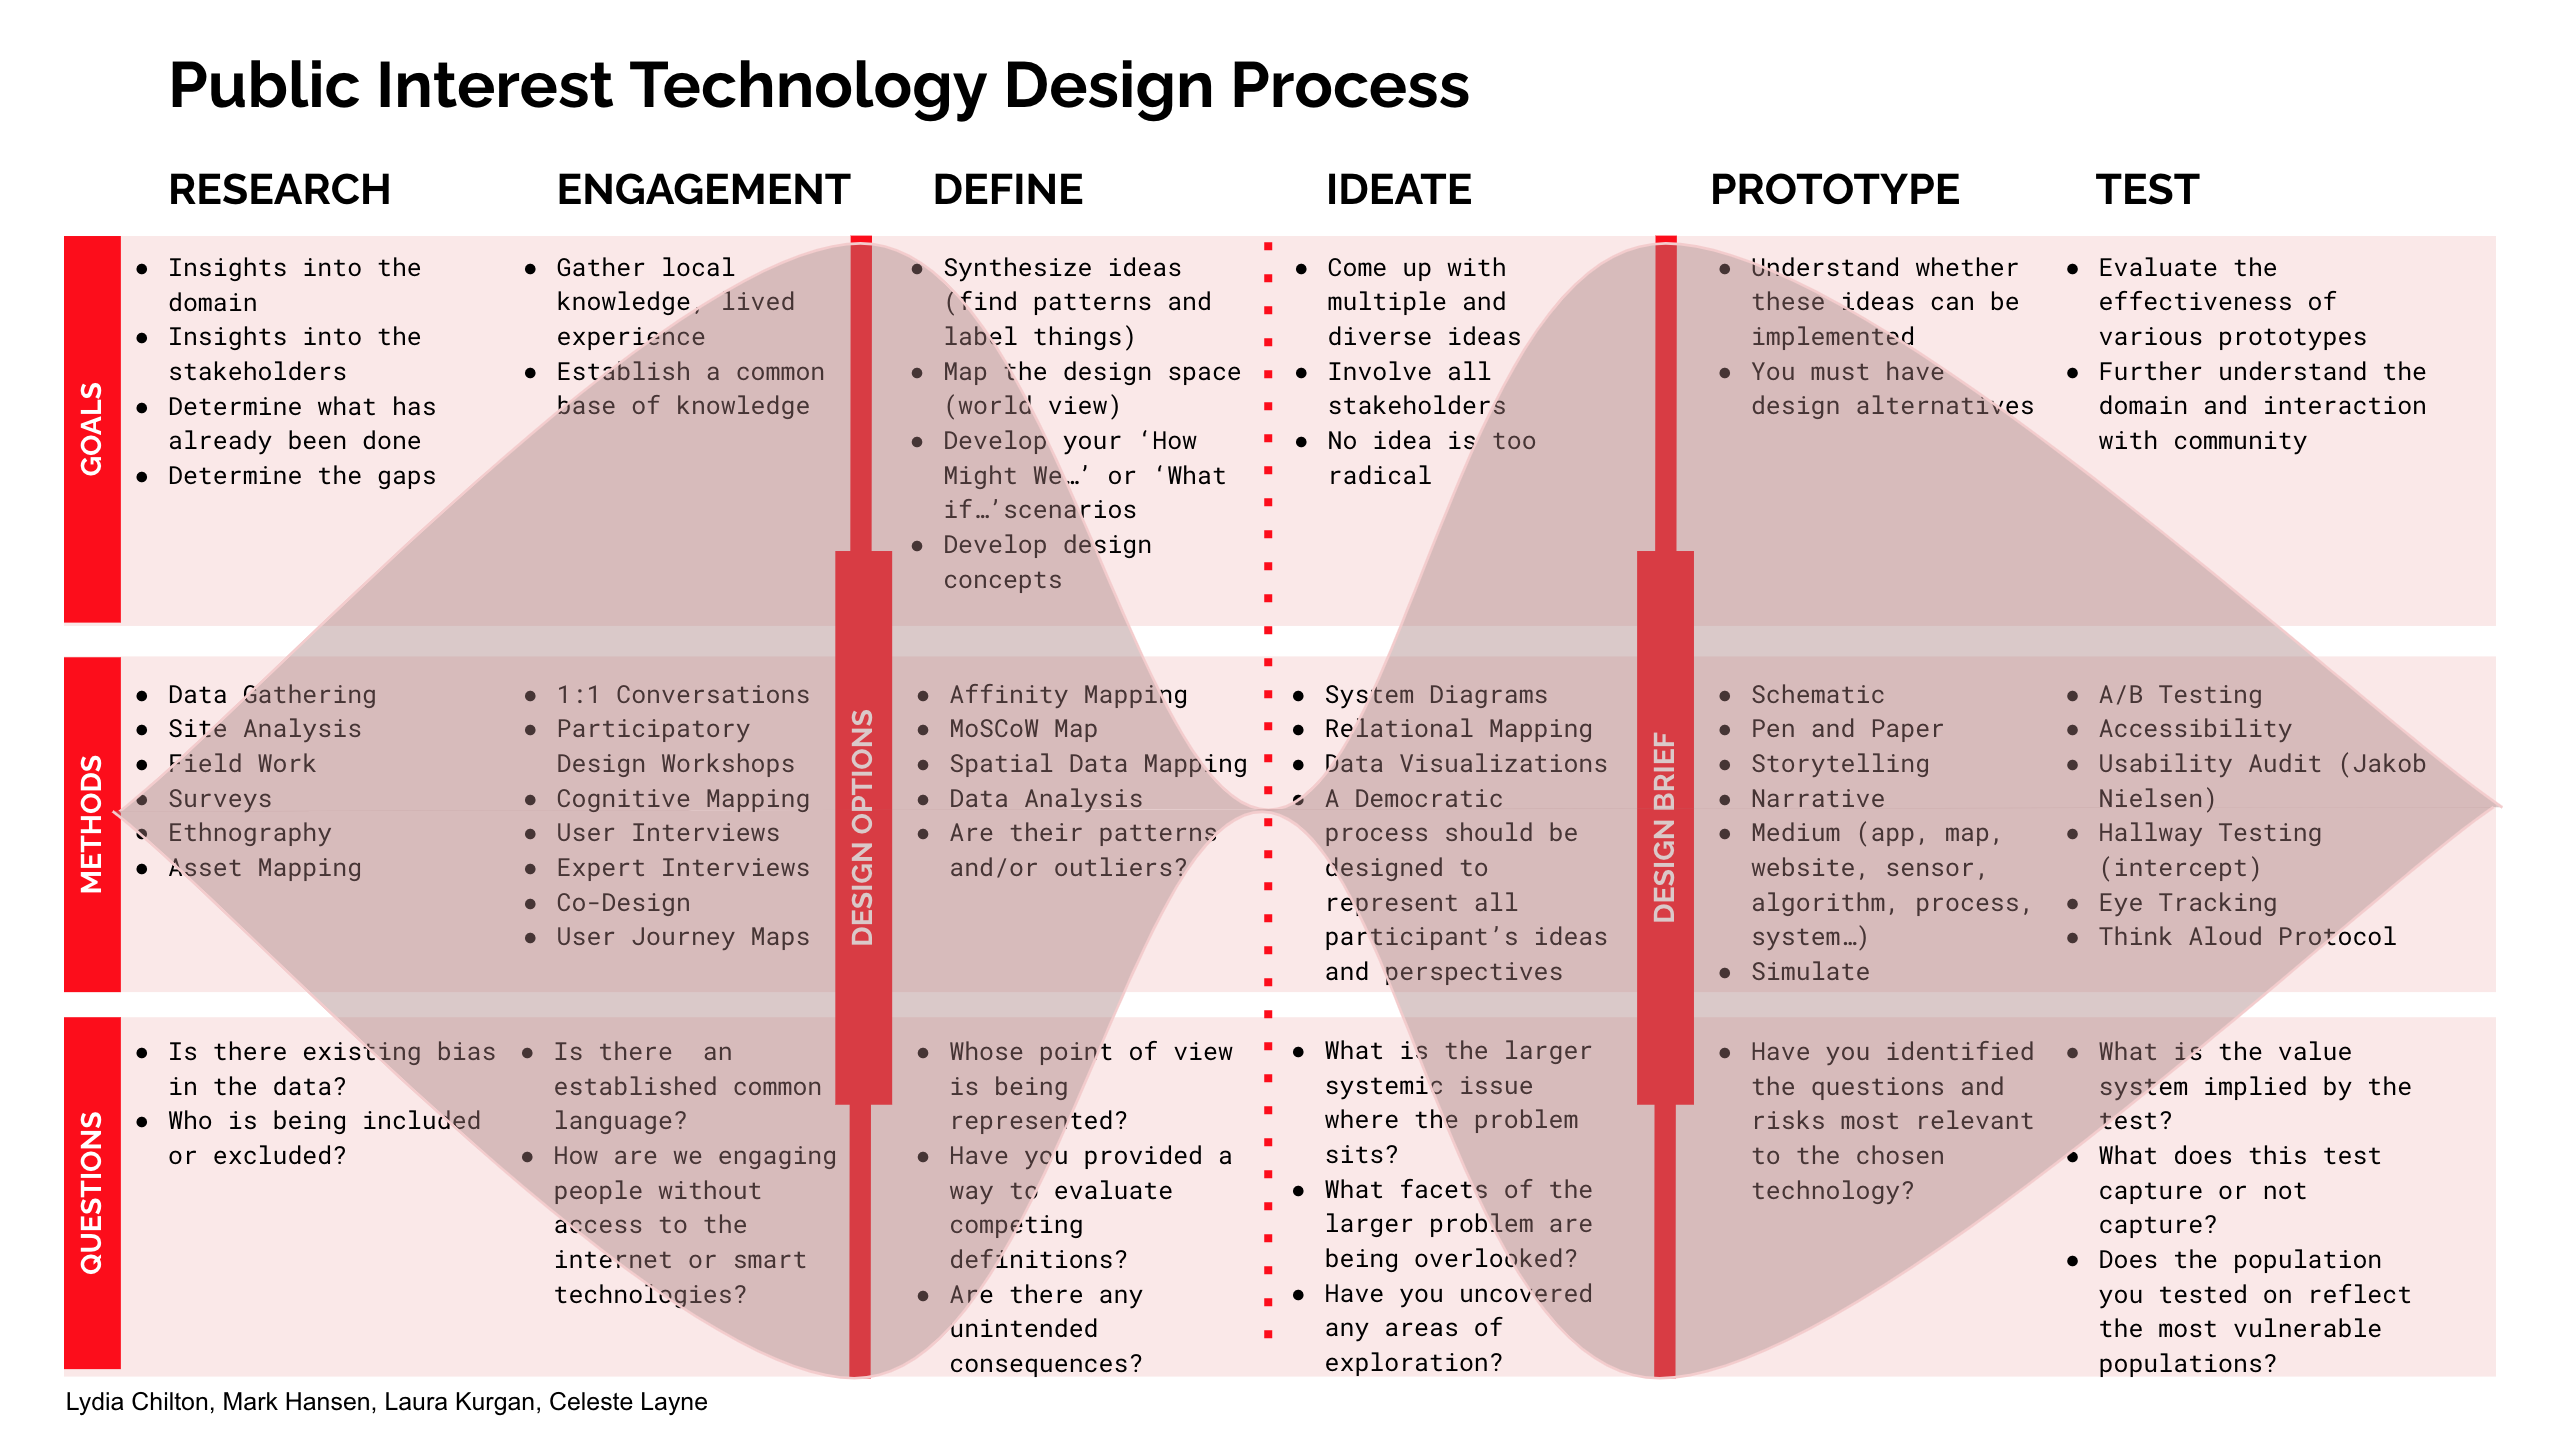 Public Interest Technology Design Process
RESEARCH
ENGAGEMENT
DEFINE
IDEATE
PROTOTYPE
TEST
GOALS
● Insights into the
domain
● Insights into the
stakeholders
● Determine what has
already been done
● Determine the gaps
● Gather local
knowledge, lived
experience
● Establish a common
base of knowledge
● Synthesize ideas
(find patterns and
label things)
● Map the design space
(world view)
● Develop your ‘How
Might We…’ or ‘What
if…’scenarios
● Develop design
concepts
● Come up with
multiple and
diverse ideas
● Involve all
stakeholders
● No idea is too
radical
● Understand whether
these ideas can be
implemented
● You must have
design alternatives
● Evaluate the
effectiveness of
various prototypes
● Further understand the
domain and interaction
with community
METHODS
● Data Gathering
● Site Analysis
● Field Work
● Surveys
● Ethnography
● Asset Mapping
● 1:1 Conversations
● Participatory
Design Workshops
● Cognitive Mapping
● User Interviews
● Expert Interviews
● Co-Design
● User Journey Maps
DESIGN OPTIONS
● Affinity Mapping
● MoSCoW Map
● Spatial Data Mapping
● Data Analysis
● Are their patterns
and/or outliers?
● System Diagrams
● Relational Mapping
● Data Visualizations
● A Democratic
process should be
designed to
represent all
participant’s ideas
and perspectives
DESIGN BRIEF
● Schematic
● Pen and Paper
● Storytelling
● Narrative
● Medium (app, map,
website, sensor,
algorithm, process,
system…)
● Simulate
● A/B Testing
● Accessibility
● Usability Audit (Jakob
Nielsen)
● Hallway Testing
(intercept)
● Eye Tracking
● Think Aloud Protocol
QUESTIONS
● Is there existing bias
in the data?
● Who is being included
or excluded?
● Is there  an
established common
language?
● How are we engaging
people without
access to the
internet or smart
technologies?
● Whose point of view
is being
represented?
● Have you provided a
way to evaluate
competing
definitions?
● Are there any
unintended
consequences?
● What is the larger
systemic issue
where the problem
sits?
● What facets of the
larger problem are
being overlooked?
● Have you uncovered
any areas of
exploration?
● Have you identified
the questions and
risks most relevant
to the chosen
technology?
● What is the value
system implied by the
test?
● What does this test
capture or not
capture?
● Does the population
you tested on reflect
the most vulnerable
populations?
Lydia Chilton, Mark Hansen, Laura Kurgan, Celeste Layne